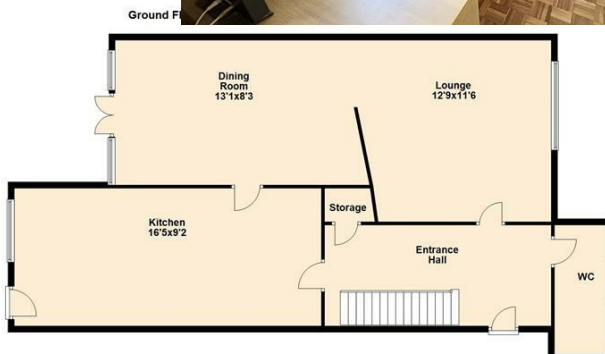 Ground Fl
Dining
Room
13'1x8'3
Lounge
12'9x11'6
Kitchen
16'5x9'2
Storage
Entrance
Hall
WC